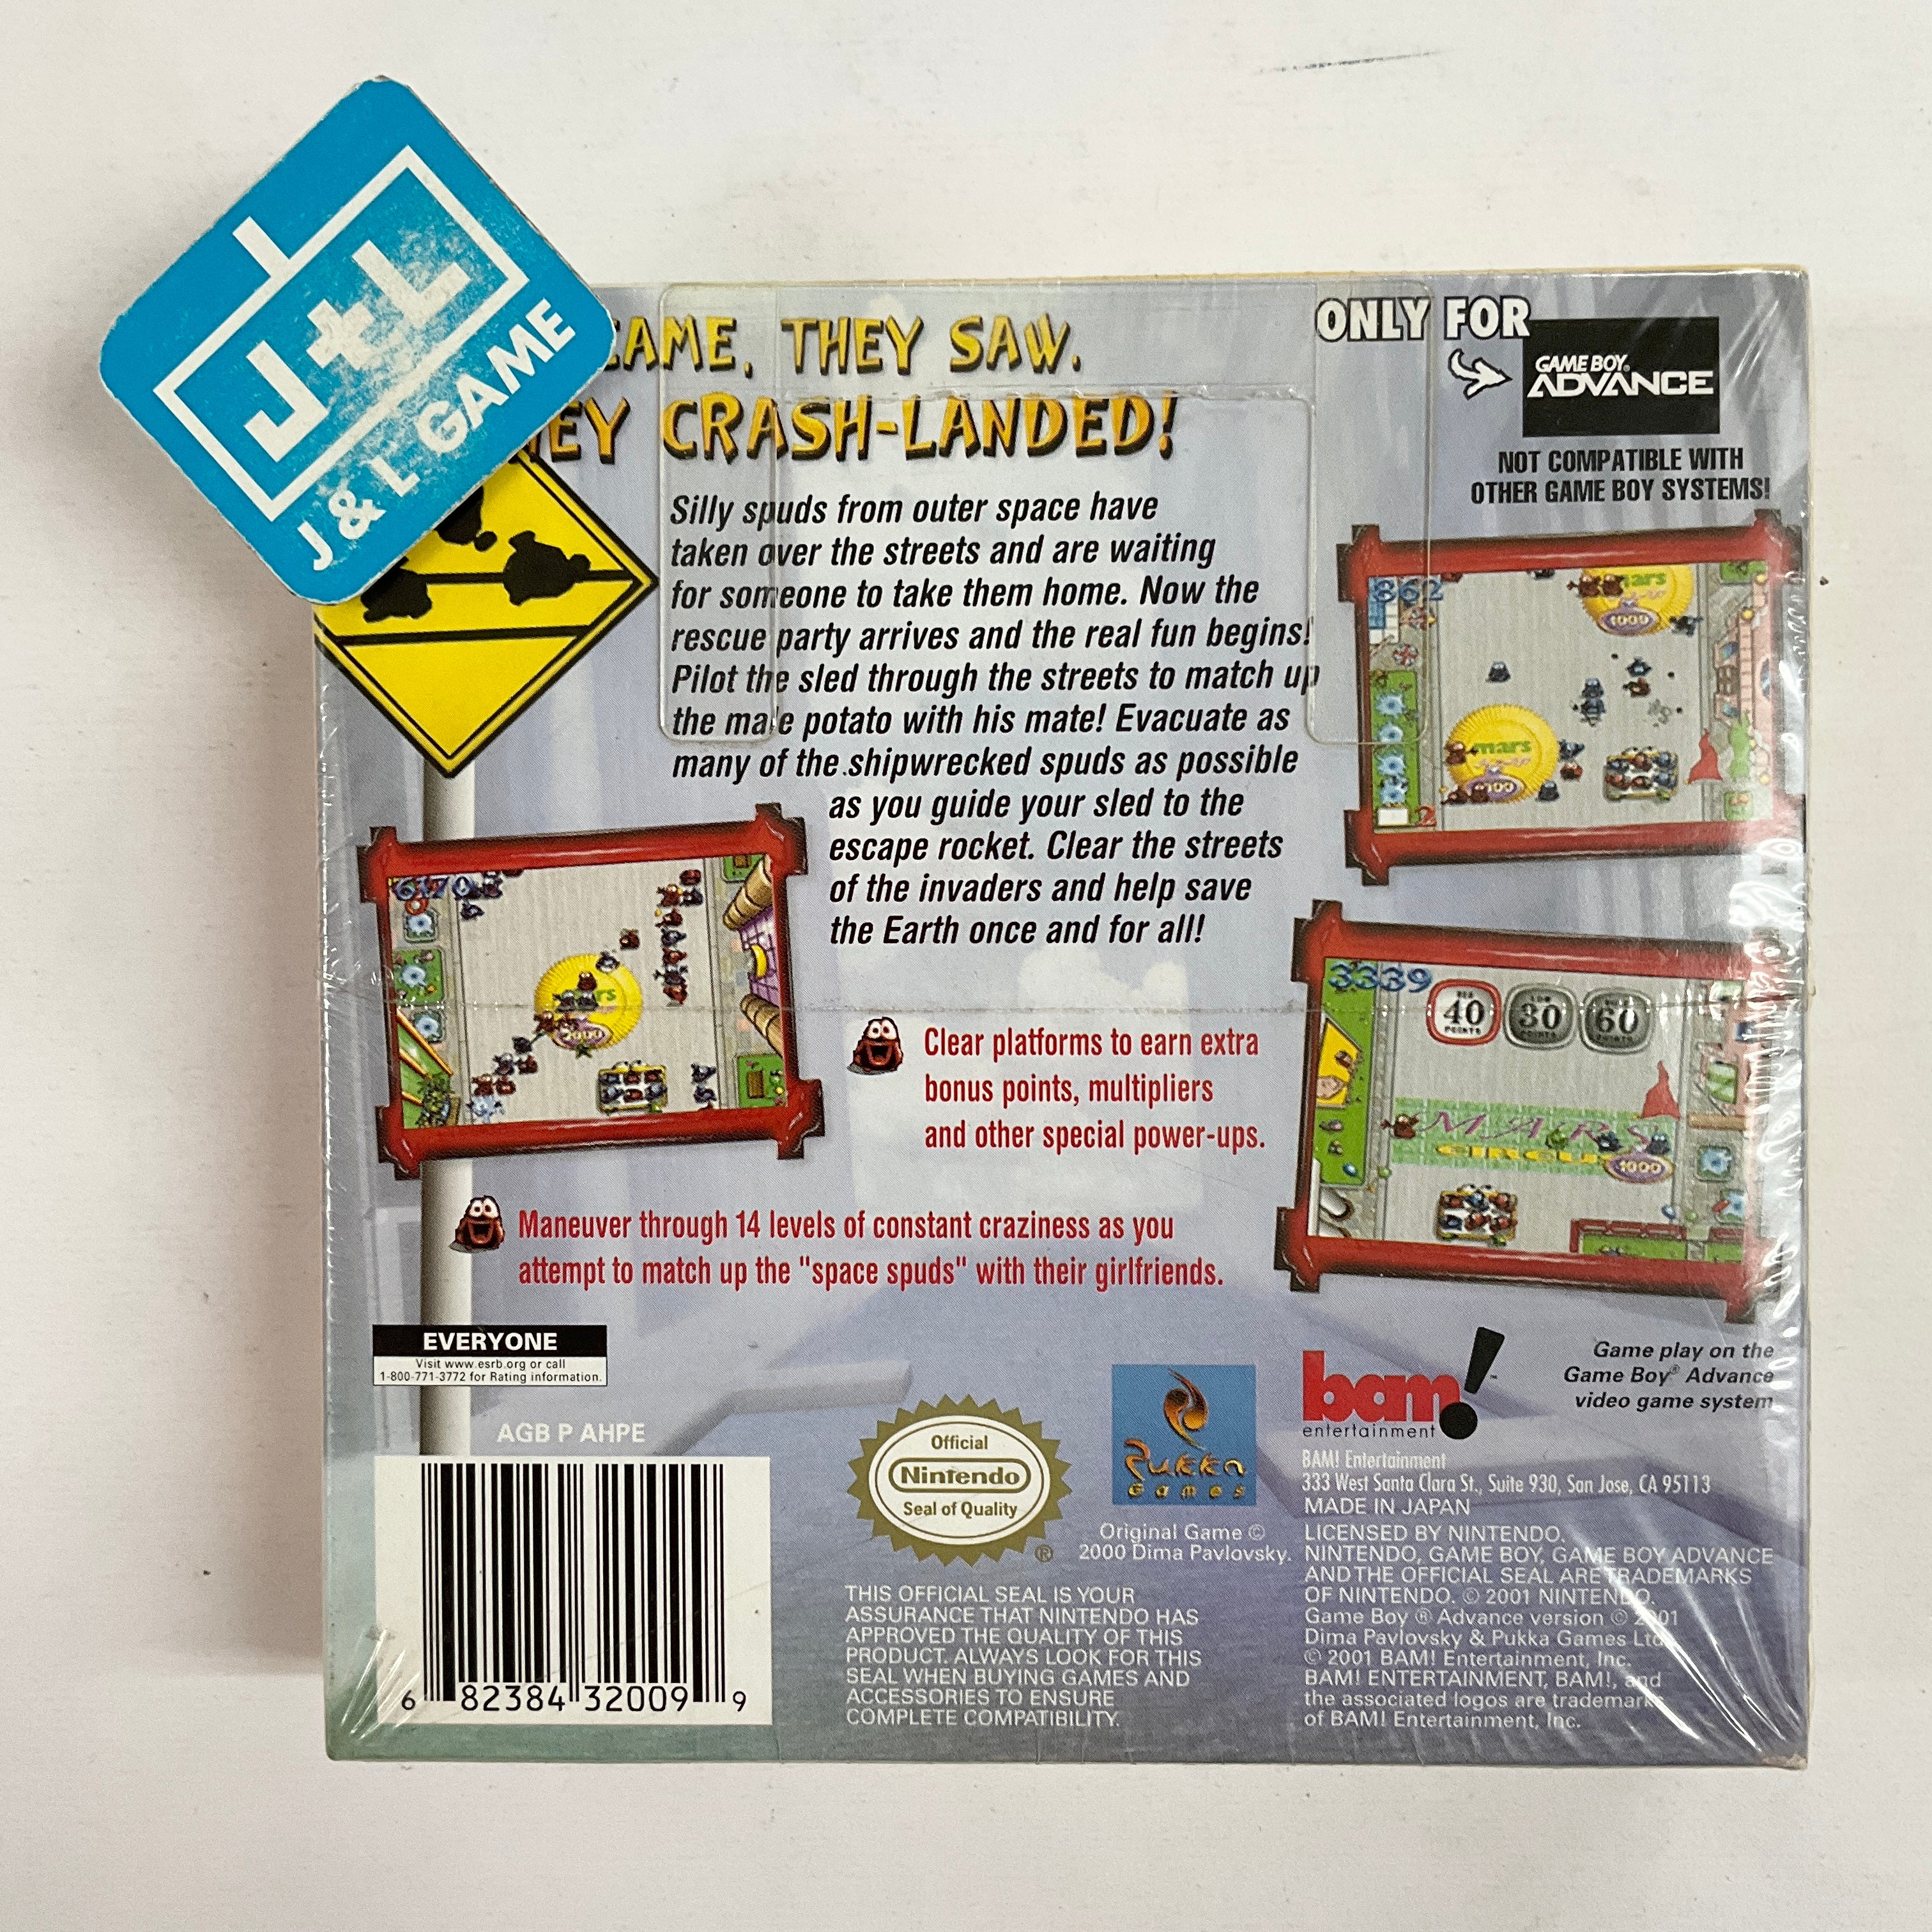 J+L
J & L GAME
CAME, THEY SAW.
HEY CRASH-LANDED!
ONLY FOR
GAME BOY
ADVANCE
NOT COMPATIBLE WITH
OTHER GAME BOY SYSTEMS!
Silly spuds from outer space have
taken over the streets and are waiting
for someone to take them home. Now the
rescue party arrives and the real fun begins!
Pilot the sled through the streets to match up
the male potato with his mate! Evacuate as
many of the shipwrecked spuds as possible
as you guide your sled to the
escape rocket. Clear the streets
of the invaders and help save
the Earth once and for all!
862
mars
1000
mars
2
6170
3339
40
POINTS
30
POINTS
60
POINTS
MARS
CIRCUS
1000
Clear platforms to earn extra
bonus points, multipliers
and other special power-ups.
Maneuver through 14 levels of constant craziness as you
attempt to match up the "space spuds" with their girlfriends.
EVERYONE
Visit www.esrb.org or call
1-800-771-3772 for Rating information.
AGB P AHPE
6 82384 32009 9
Official
Nintendo
Seal of Quality
®
THIS OFFICIAL SEAL IS YOUR
ASSURANCE THAT NINTENDO HAS
APPROVED THE QUALITY OF THIS
PRODUCT. ALWAYS LOOK FOR THIS
SEAL WHEN BUYING GAMES AND
ACCESSORIES TO ENSURE
COMPLETE COMPATIBILITY.
Pukka
Games
Original Game ©
2000 Dima Pavlovsky.
bam!™
entertainment
Game play on the
Game Boy® Advance
video game system
BAM! Entertainment
333 West Santa Clara St., Suite 930, San Jose, CA 95113
MADE IN JAPAN
LICENSED BY NINTENDO.
NINTENDO, GAME BOY, GAME BOY ADVANCE
AND THE OFFICIAL SEAL ARE TRADEMARKS
OF NINTENDO. © 2001 NINTENDO.
Game Boy ® Advance version © 2001
Dima Pavlovsky & Pukka Games Ltd
© 2001 BAM! Entertainment, Inc.
BAM! ENTERTAINMENT, BAM!, and
the associated logos are trademarks
of BAM! Entertainment, Inc.